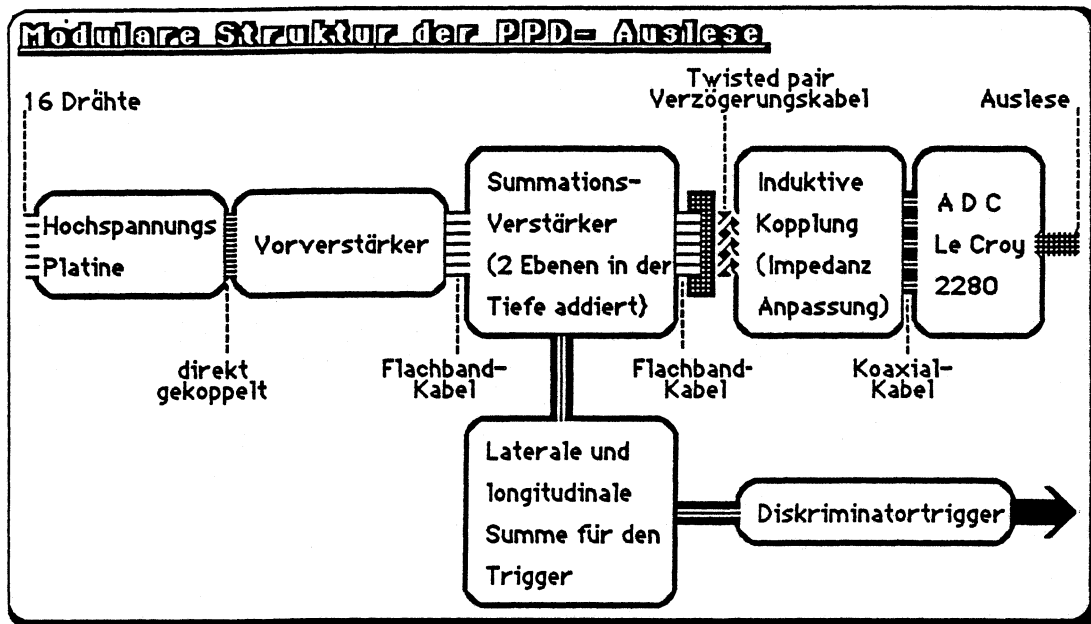 Modulare Struktur der PPD- Auslese
16 Drähte
Twisted pair
Verzögerungskabel
Auslese
Hochspannungs
Platine
Vorverstärker
Summations-
Verstärker
(2 Ebenen in der
Tiefe addiert}
Induktive
Kopplung
(Impedanz
Anpassung)
A D C
Le Croy
2280
direkt
gekoppelt
Flachband-
Kabel
Flachband-
Kabel
Koaxial-
Kabel
Laterale und
longitudinale
Summe für den
Trigger
Diskriminatortrigger